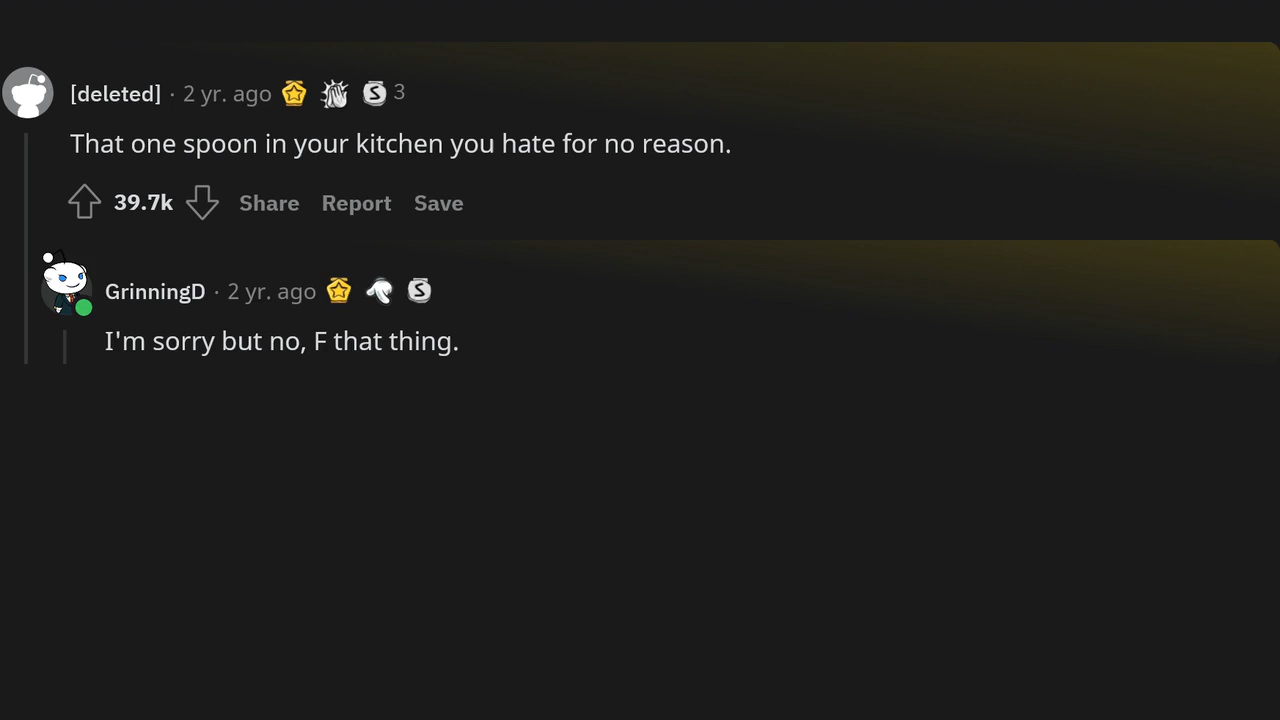 [deleted] · 2 yr. ago 3
That one spoon in your kitchen you hate for no reason.
39.7k Share Report Save
GrinningD · 2 yr. ago
I'm sorry but no, F that thing.